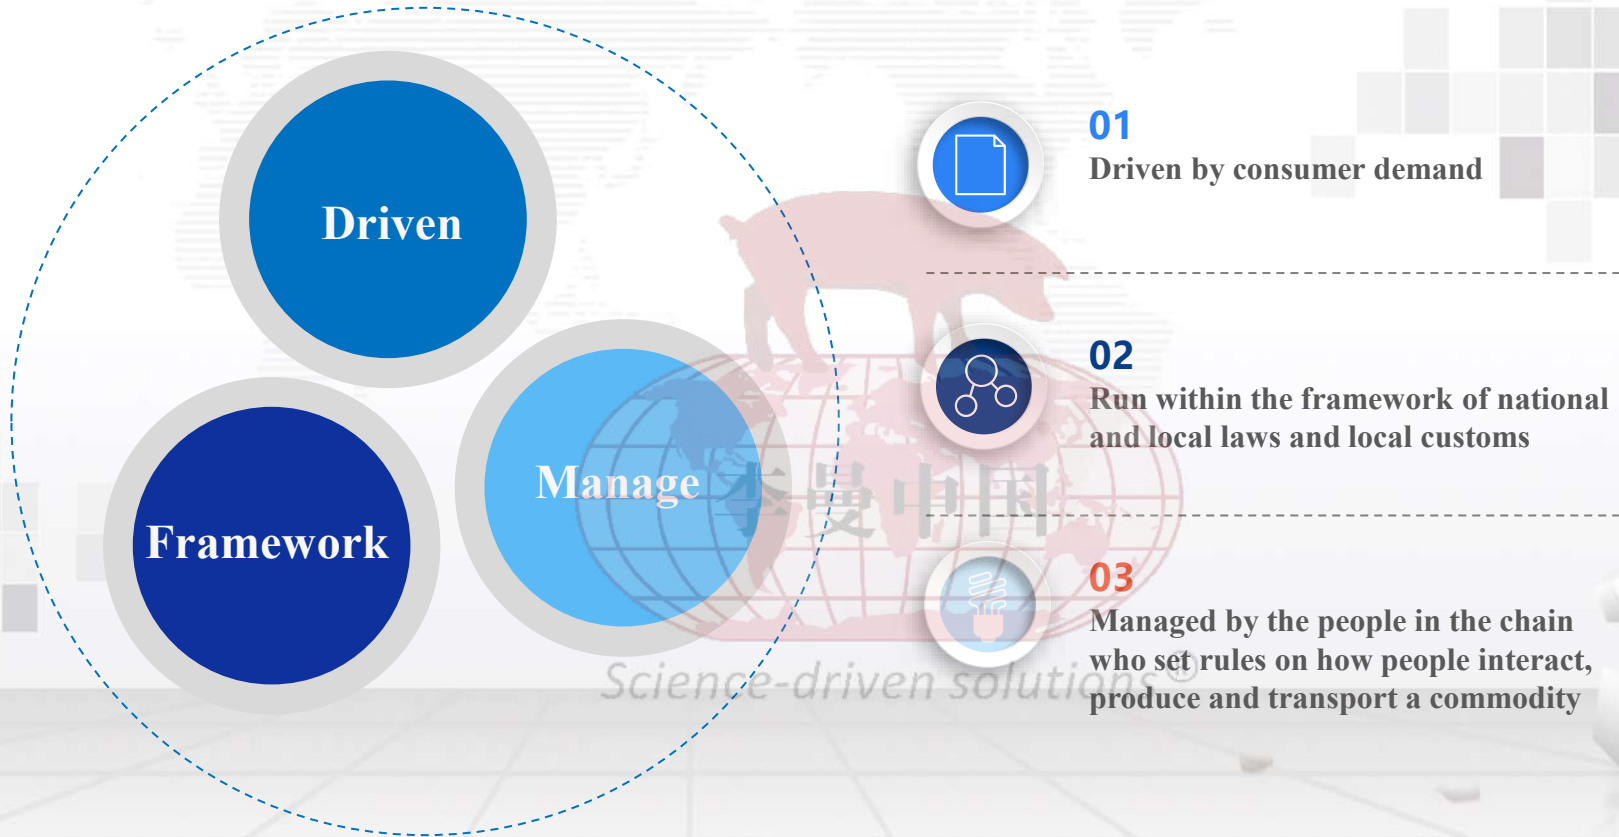 Driven
Manage
Framework
01
Driven by consumer demand
02
Run within the framework of national
and local laws and local customs
03
Managed by the people in the chain
who set rules on how people interact,
produce and transport a commodity
李曼中国
Science-driven solutions®